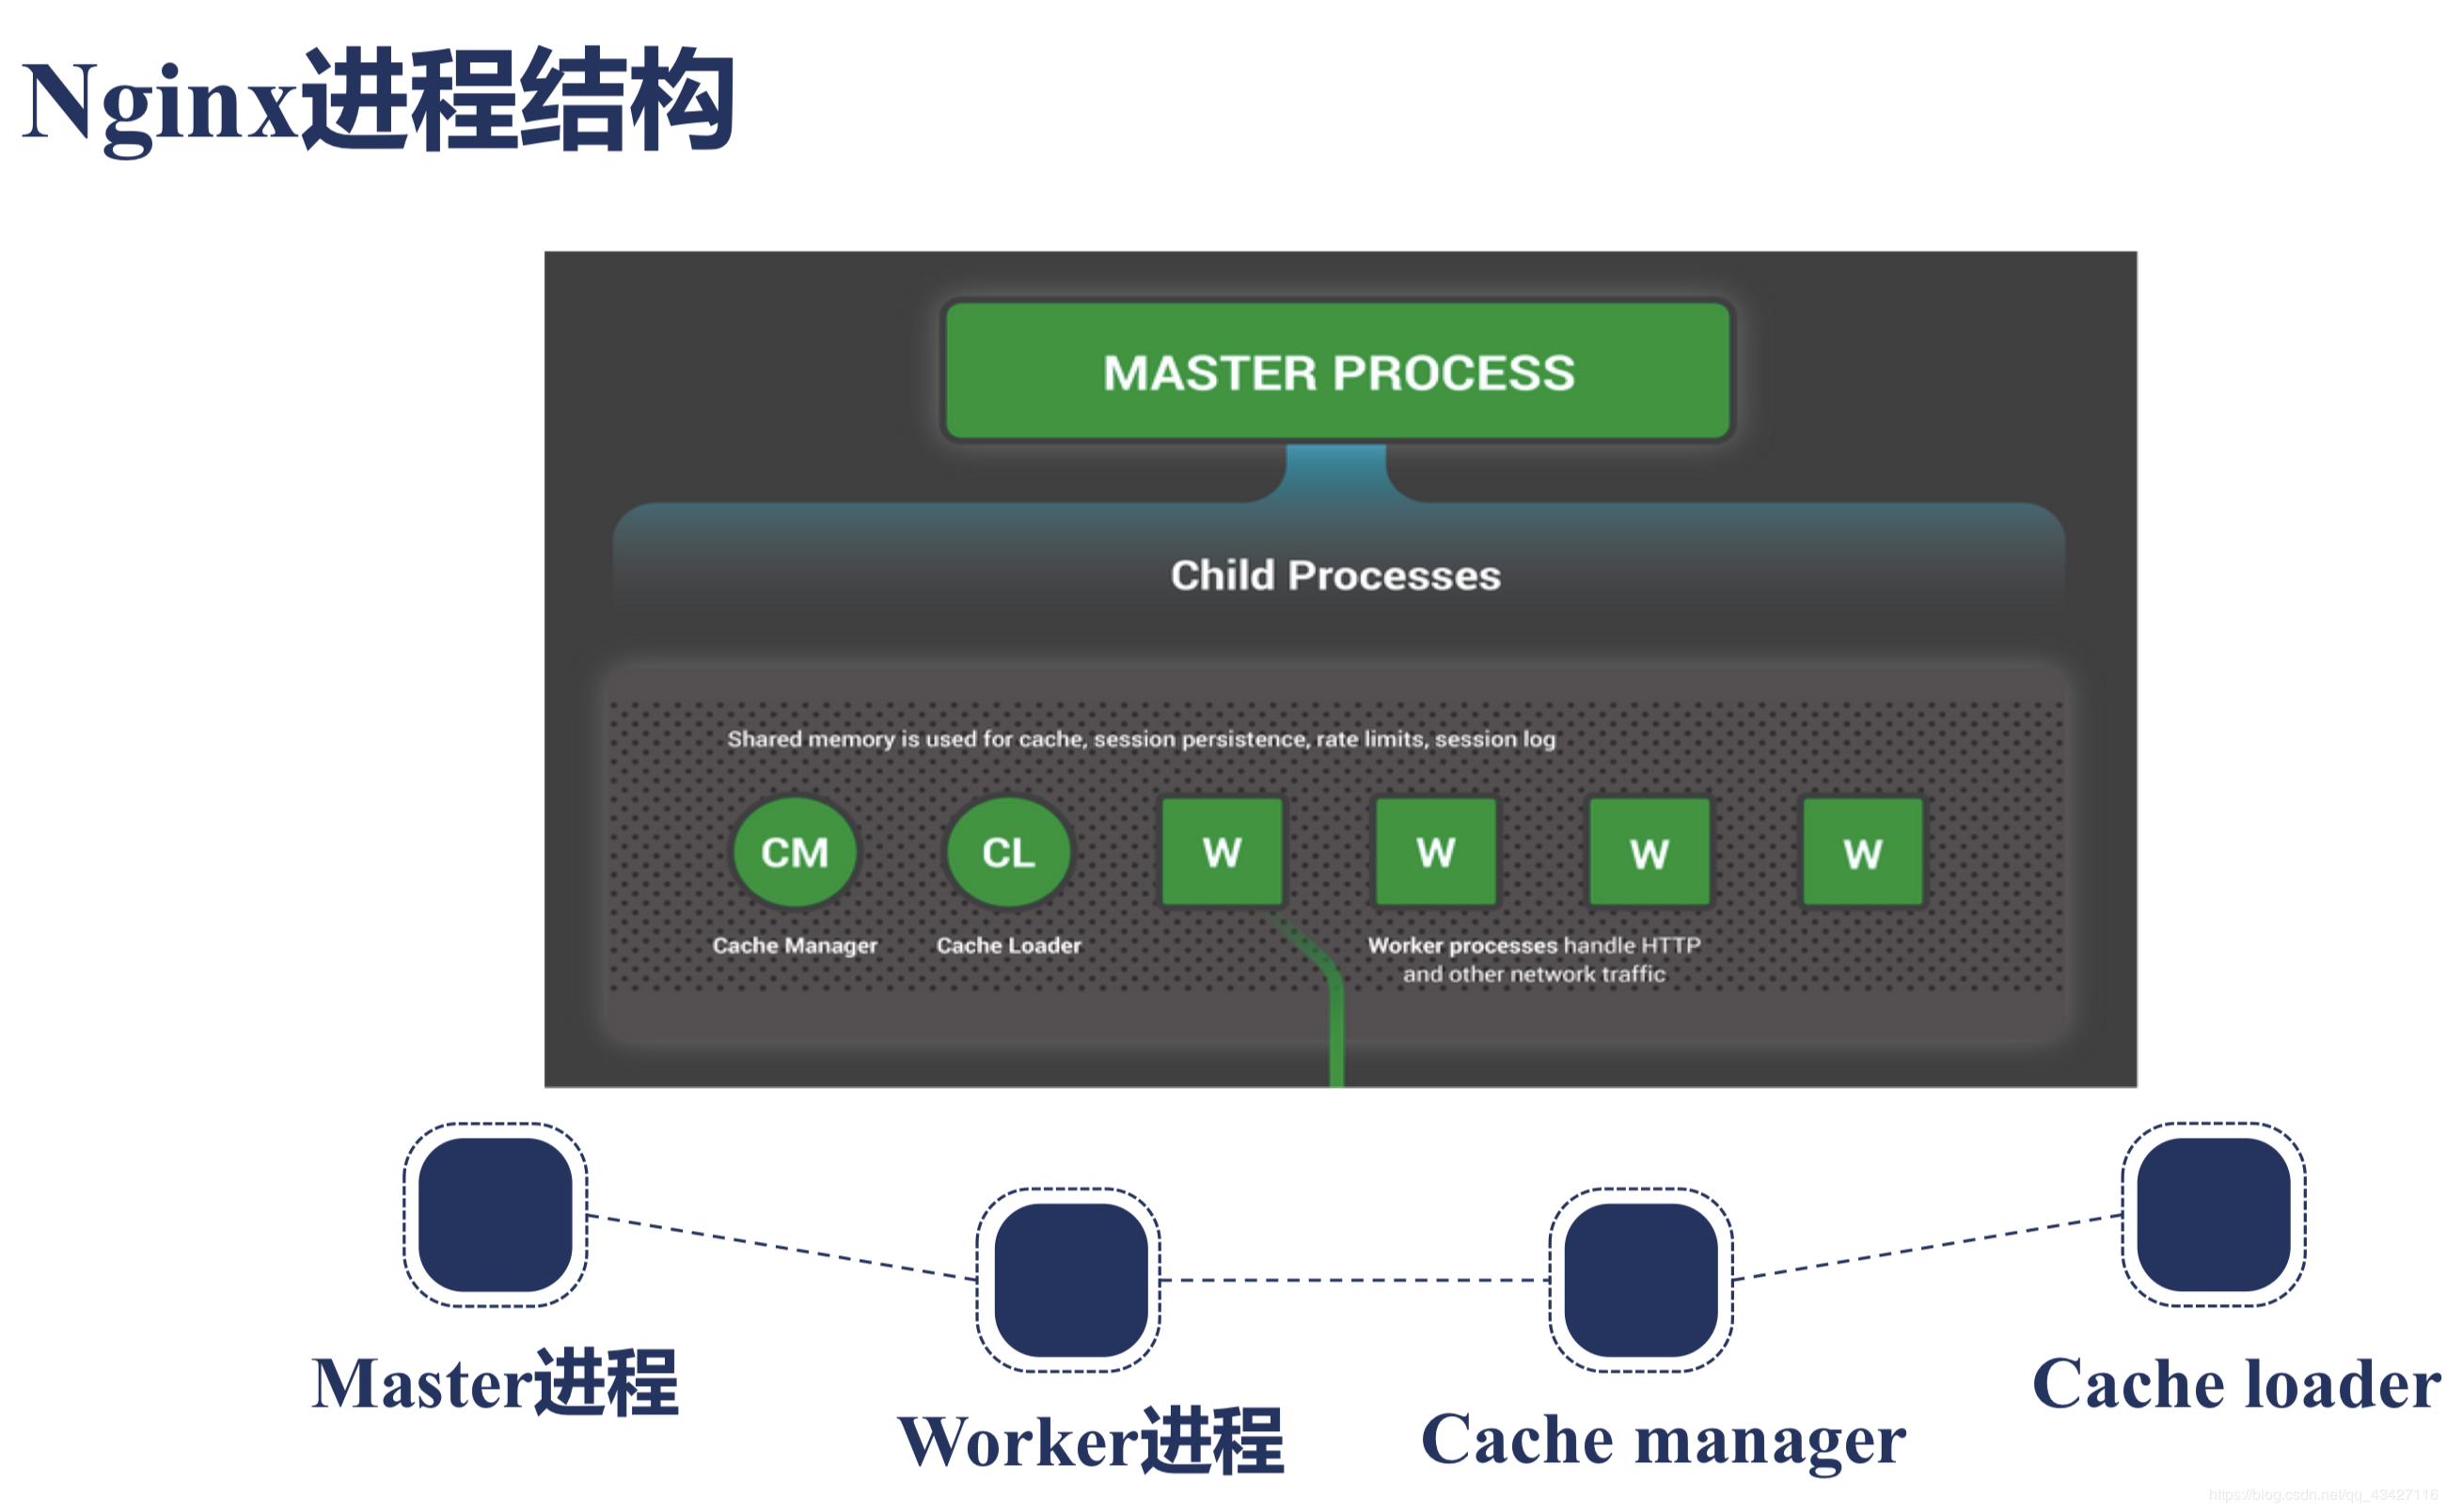 Nginx进程结构
MASTER PROCESS
Child Processes
Shared memory is used for cache, session persistence, rate limits, session log
CM
CL
W
W
W
W
Cache Manager
Cache Loader
Worker processes handle HTTP
and other network traffic
Master进程
Worker进程
Cache manager
Cache loader
https://blog.csdn.net/qq_43427116